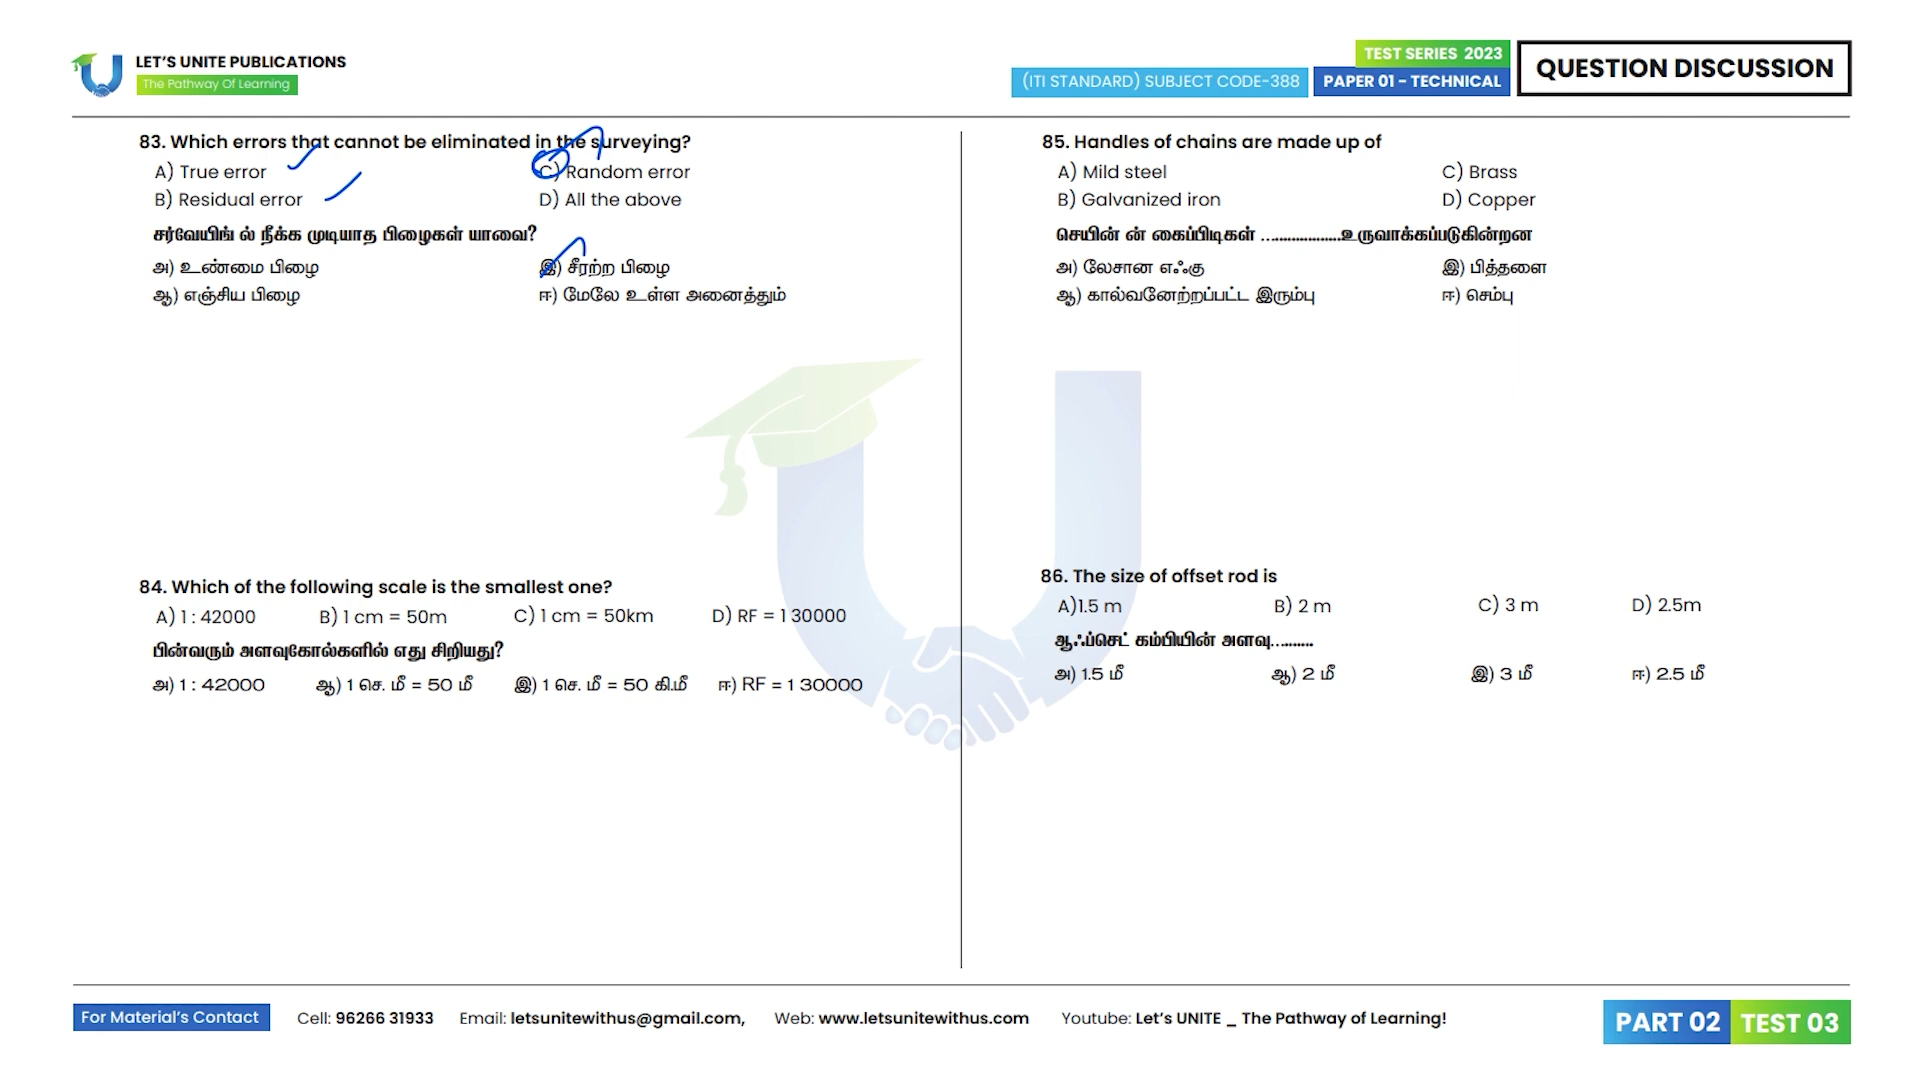 LET'S UNITE PUBLICATIONS
The Pathway Of Learning
TEST SERIES 2023
(ITI STANDARD) SUBJECT CODE-388
PAPER 01 - TECHNICAL
QUESTION DISCUSSION
83. Which errors that cannot be eliminated in the surveying?
A) True error
C) Random error
B) Residual error
D) All the above
சர்வேயிங் ல் நீக்க முடியாத பிழைகள் யாவை?
அ) உண்மை பிழை
இ) சீரற்ற பிழை
ஆ) எஞ்சிய பிழை
ஈ) மேலே உள்ள அனைத்தும்
84. Which of the following scale is the smallest one?
A) 1 : 42000 B) 1 cm = 50m C) 1 cm = 50km D) RF = 1 30000
பின்வரும் அளவுகோல்களில் எது சிறியது?
அ) 1 : 42000 ஆ) 1 செ. மீ = 50 மீ இ) 1 செ. மீ = 50 கி.மீ ஈ) RF = 1 30000
85. Handles of chains are made up of
A) Mild steel
C) Brass
B) Galvanized iron
D) Copper
செயின் ன் கைப்பிடிகள் ...................உருவாக்கப்படுகின்றன
அ) லேசான எஃகு
இ) பித்தளை
ஆ) கால்வனேற்றப்பட்ட இரும்பு
ஈ) செம்பு
86. The size of offset rod is
A)1.5 m B) 2 m C) 3 m D) 2.5m
ஆஃப்செட் கம்பியின் அளவு..........
அ) 1.5 மீ ஆ) 2 மீ இ) 3 மீ ஈ) 2.5 மீ
For Material's Contact
Cell: 96266 31933 Email: letsunitewithus@gmail.com, Web: www.letsunitewithus.com Youtube: Let's UNITE _ The Pathway of Learning!
PART 02 TEST 03